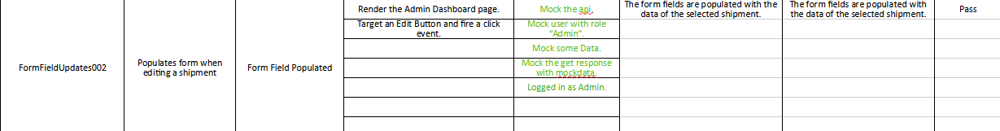 Render the Admin Dashboard page.
Mock the api.
The form fields are populated with the
data of the selected shipment.
The form fields are populated with
the data of the selected shipment.
Pass
Target an Edit Button and fire a click
event.
Mock user with role
“Admin”.
Mock some Data.
FormFieldUpdates002
Populates form when
editing a shipment
Form Field Populated
Mock the get response
with mockdata.
Logged in as Admin.